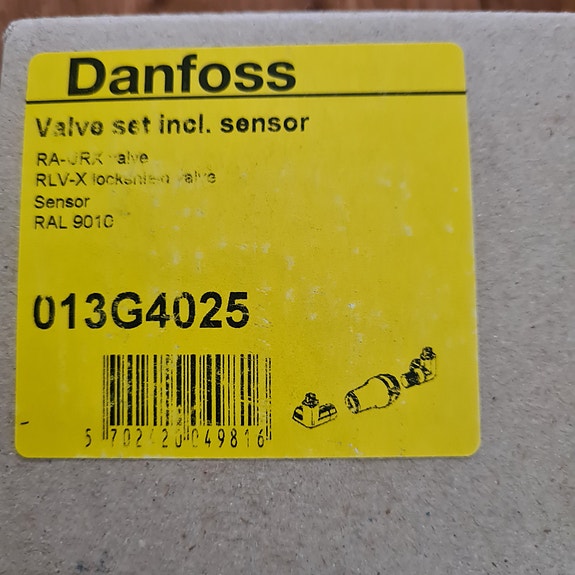 Danfoss
Valve set incl. sensor
RA-URX valve
RLV-X lockshield valve
Sensor
RAL 9010
013G4025
5 702420 049816